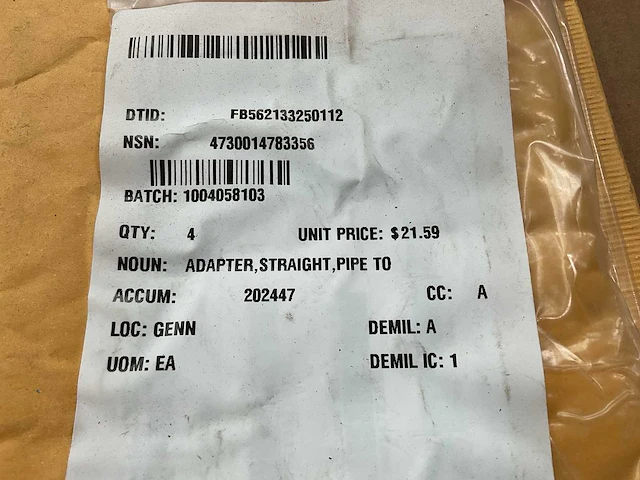 DTID: FB562133250112
NSN: 4730014783356
BATCH: 1004058103
QTY: 4 UNIT PRICE: $21.59
NOUN: ADAPTER,STRAIGHT,PIPE TO
ACCUM: 202447 CC: A
LOC: GENN DEMIL: A
UOM: EA DEMIL IC: 1